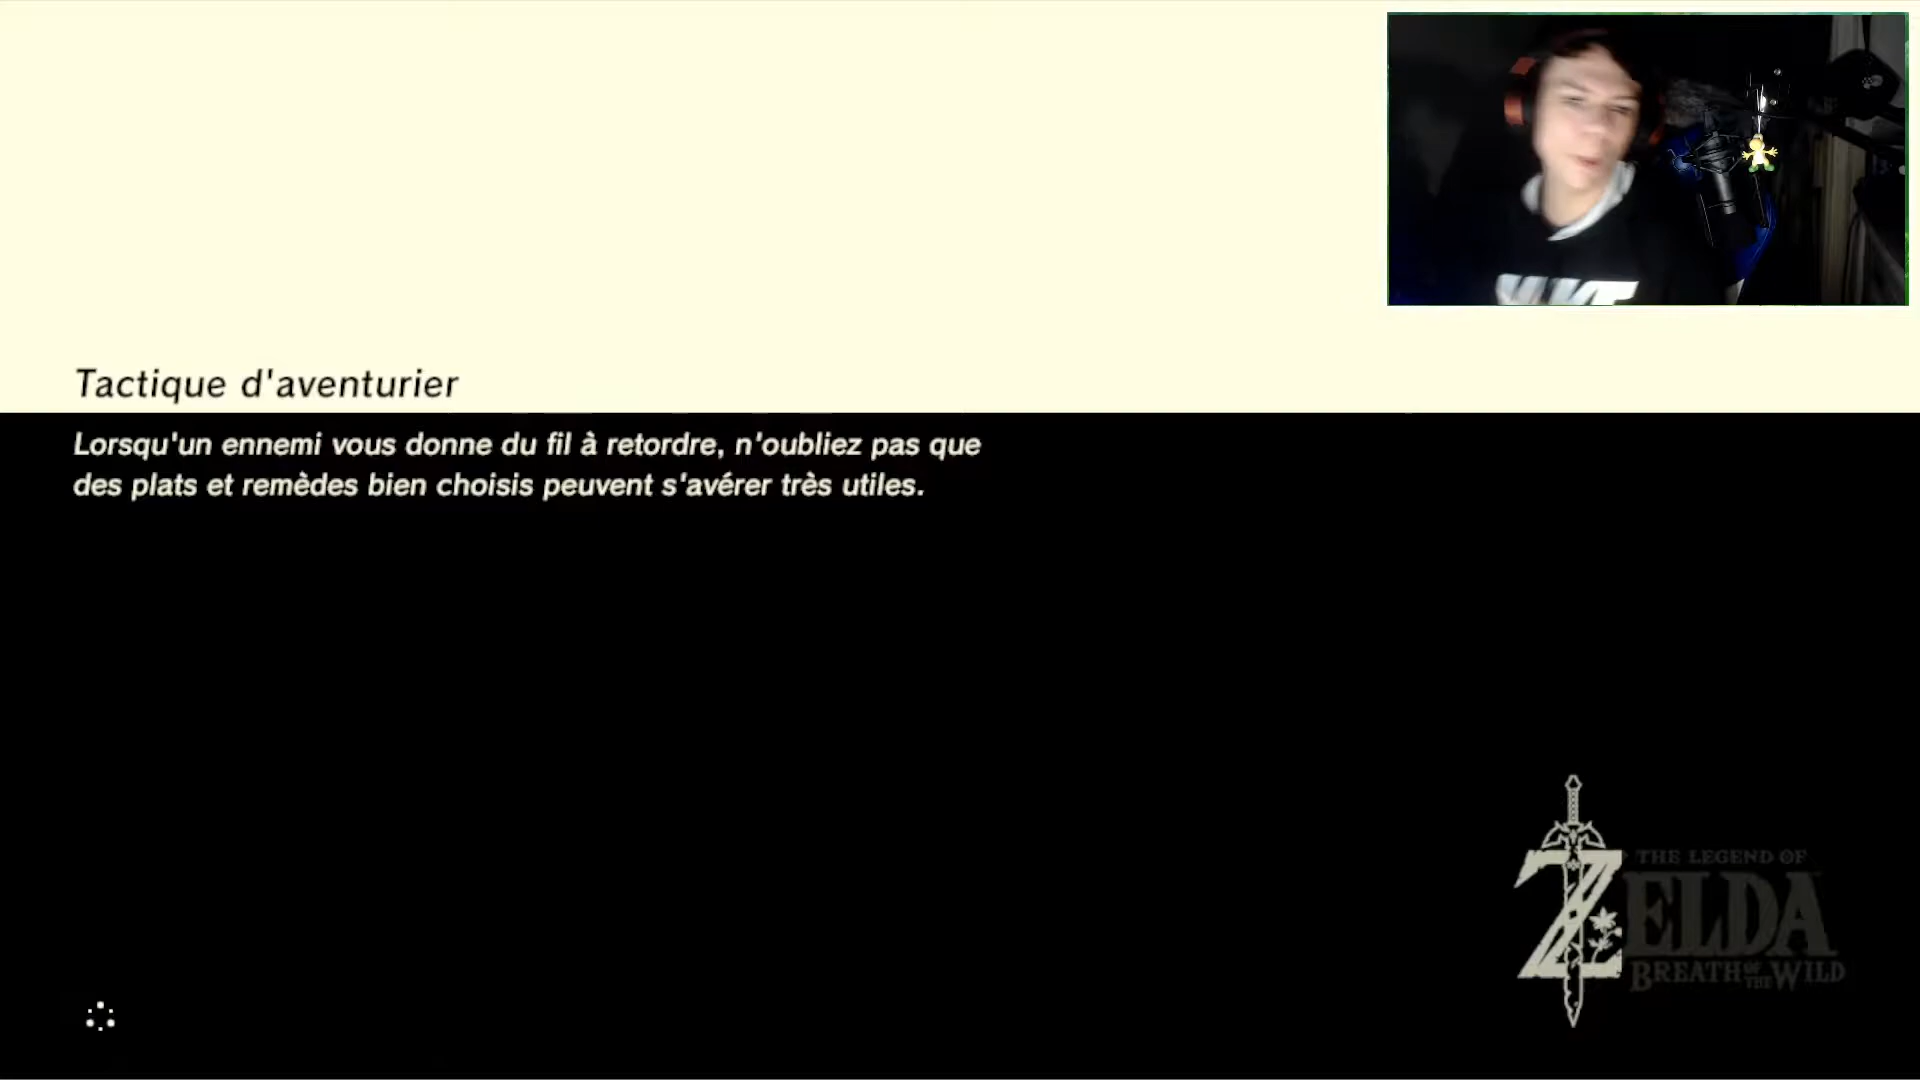 Tactique d'aventurier
Lorsqu'un ennemi vous donne du fil à retordre, n'oubliez pas que
des plats et remèdes bien choisis peuvent s'avérer très utiles.
THE LEGEND OF
ZELDA
BREATH OF THE WILD